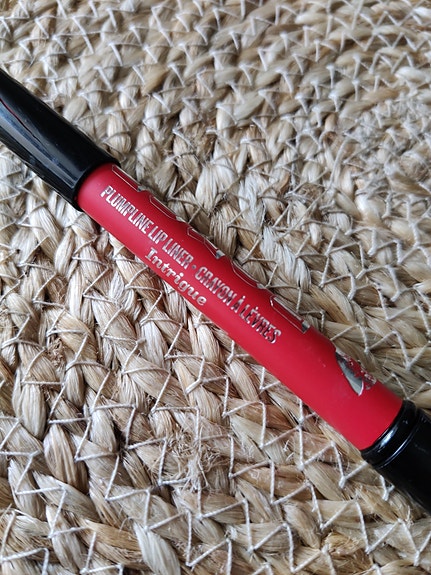 PLUMPLINE LIP LINER - CRAYON À LÈVRES
Intrigue